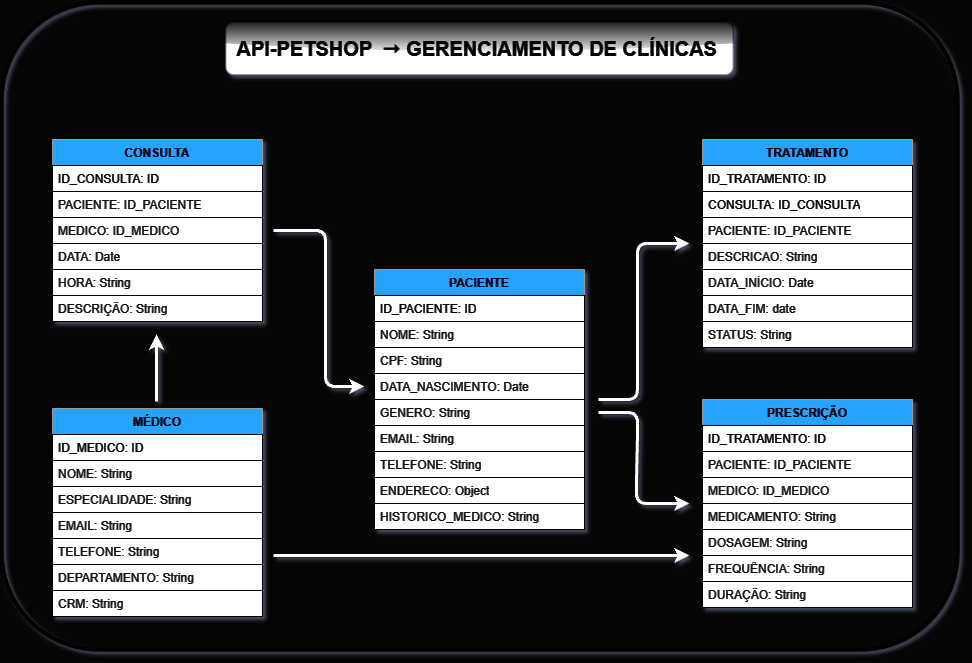 API-PETSHOP → GERENCIAMENTO DE CLÍNICAS
CONSULTA
ID_CONSULTA: ID
PACIENTE: ID_PACIENTE
MEDICO: ID_MEDICO
DATA: Date
HORA: String
DESCRIÇÃO: String
MÉDICO
ID_MEDICO: ID
NOME: String
ESPECIALIDADE: String
EMAIL: String
TELEFONE: String
DEPARTAMENTO: String
CRM: String
PACIENTE
ID_PACIENTE: ID
NOME: String
CPF: String
DATA_NASCIMENTO: Date
GENERO: String
EMAIL: String
TELEFONE: String
ENDERECO: Object
HISTORICO_MEDICO: String
TRATAMENTO
ID_TRATAMENTO: ID
CONSULTA: ID_CONSULTA
PACIENTE: ID_PACIENTE
DESCRICAO: String
DATA_INÍCIO: Date
DATA_FIM: date
STATUS: String
PRESCRIÇÃO
ID_TRATAMENTO: ID
PACIENTE: ID_PACIENTE
MEDICO: ID_MEDICO
MEDICAMENTO: String
DOSAGEM: String
FREQUÊNCIA: String
DURAÇÃO: String